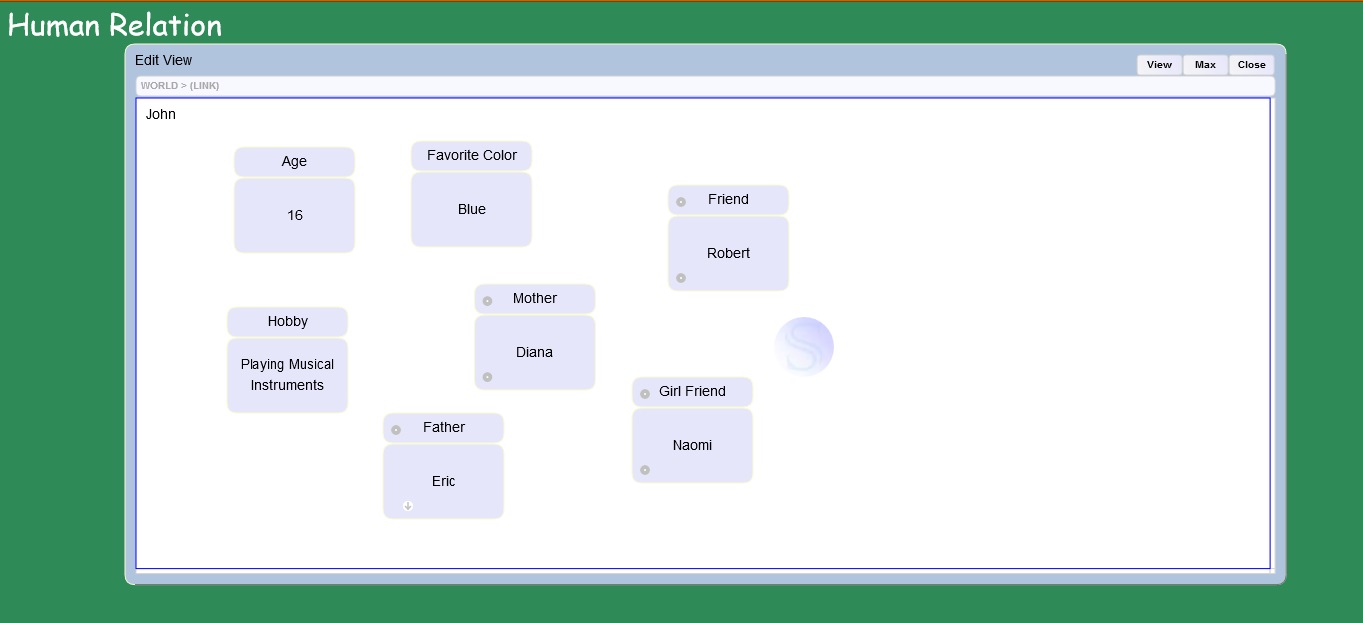 Human Relation
Edit View
View
Max
Close
WORLD > (LINK)
John
Age
16
Favorite Color
Blue
Friend
Robert
Mother
Diana
Hobby
Playing Musical
Instruments
S
Girl Friend
Naomi
Father
Eric